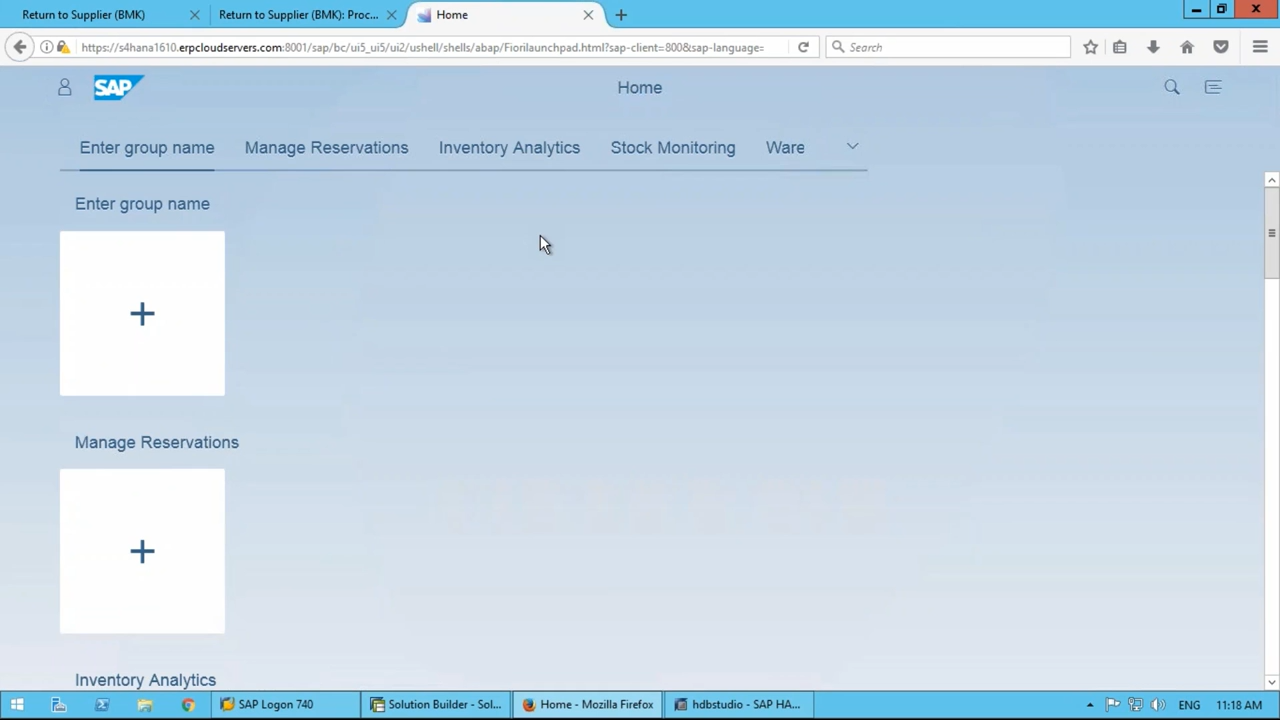 Return to Supplier (BMK)
Return to Supplier (BMK): Proc...
Home
https://s4hana1610.erpcloudservers.com:8001/sap/bc/ui5_ui5/ui2/ushell/shells/abap/Fiorilaunchpad.html?sap-client=800&sap-language=
Search
SAP
Home
Enter group name
Manage Reservations
Inventory Analytics
Stock Monitoring
Ware
Enter group name
Manage Reservations
Inventory Analytics
SAP Logon 740
Solution Builder - Sol...
Home - Mozilla Firefox
hdbstudio - SAP HA...
ENG
11:18 AM